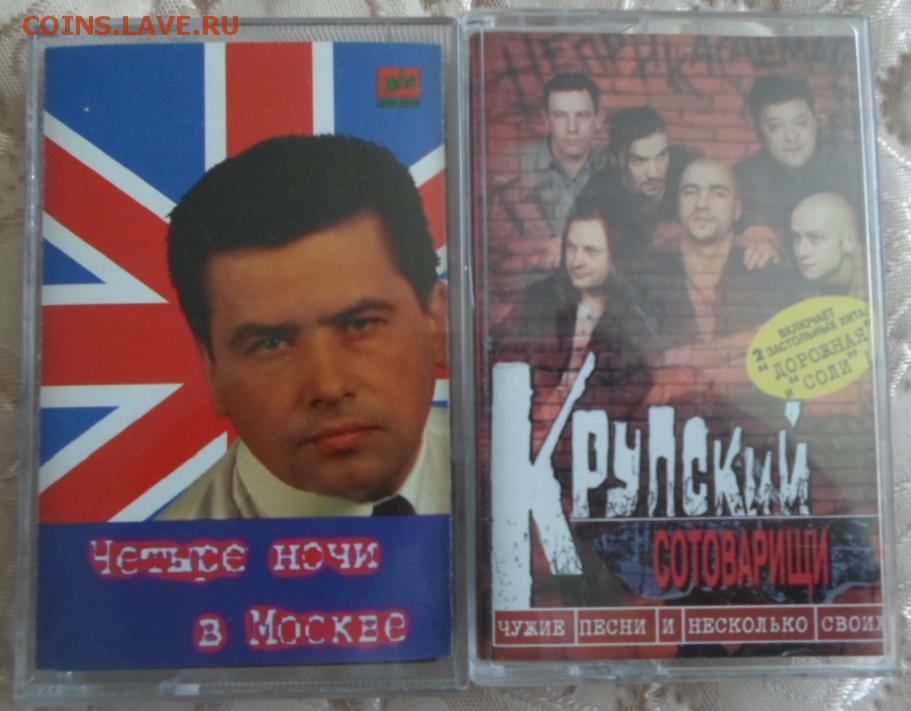 COINS.LAVE.RU
Четыре ночи
в Москве
ВКЛЮЧАЕТ
2 ЗАСТОЛЬНЫХ ХИТА:
"ДОРОЖНАЯ"
и "СОЛИ"!
КРУПСКИЙ
СОТОВАРИЩИ
ЧУЖИЕ ПЕСНИ И НЕСКОЛЬКО СВОИХ